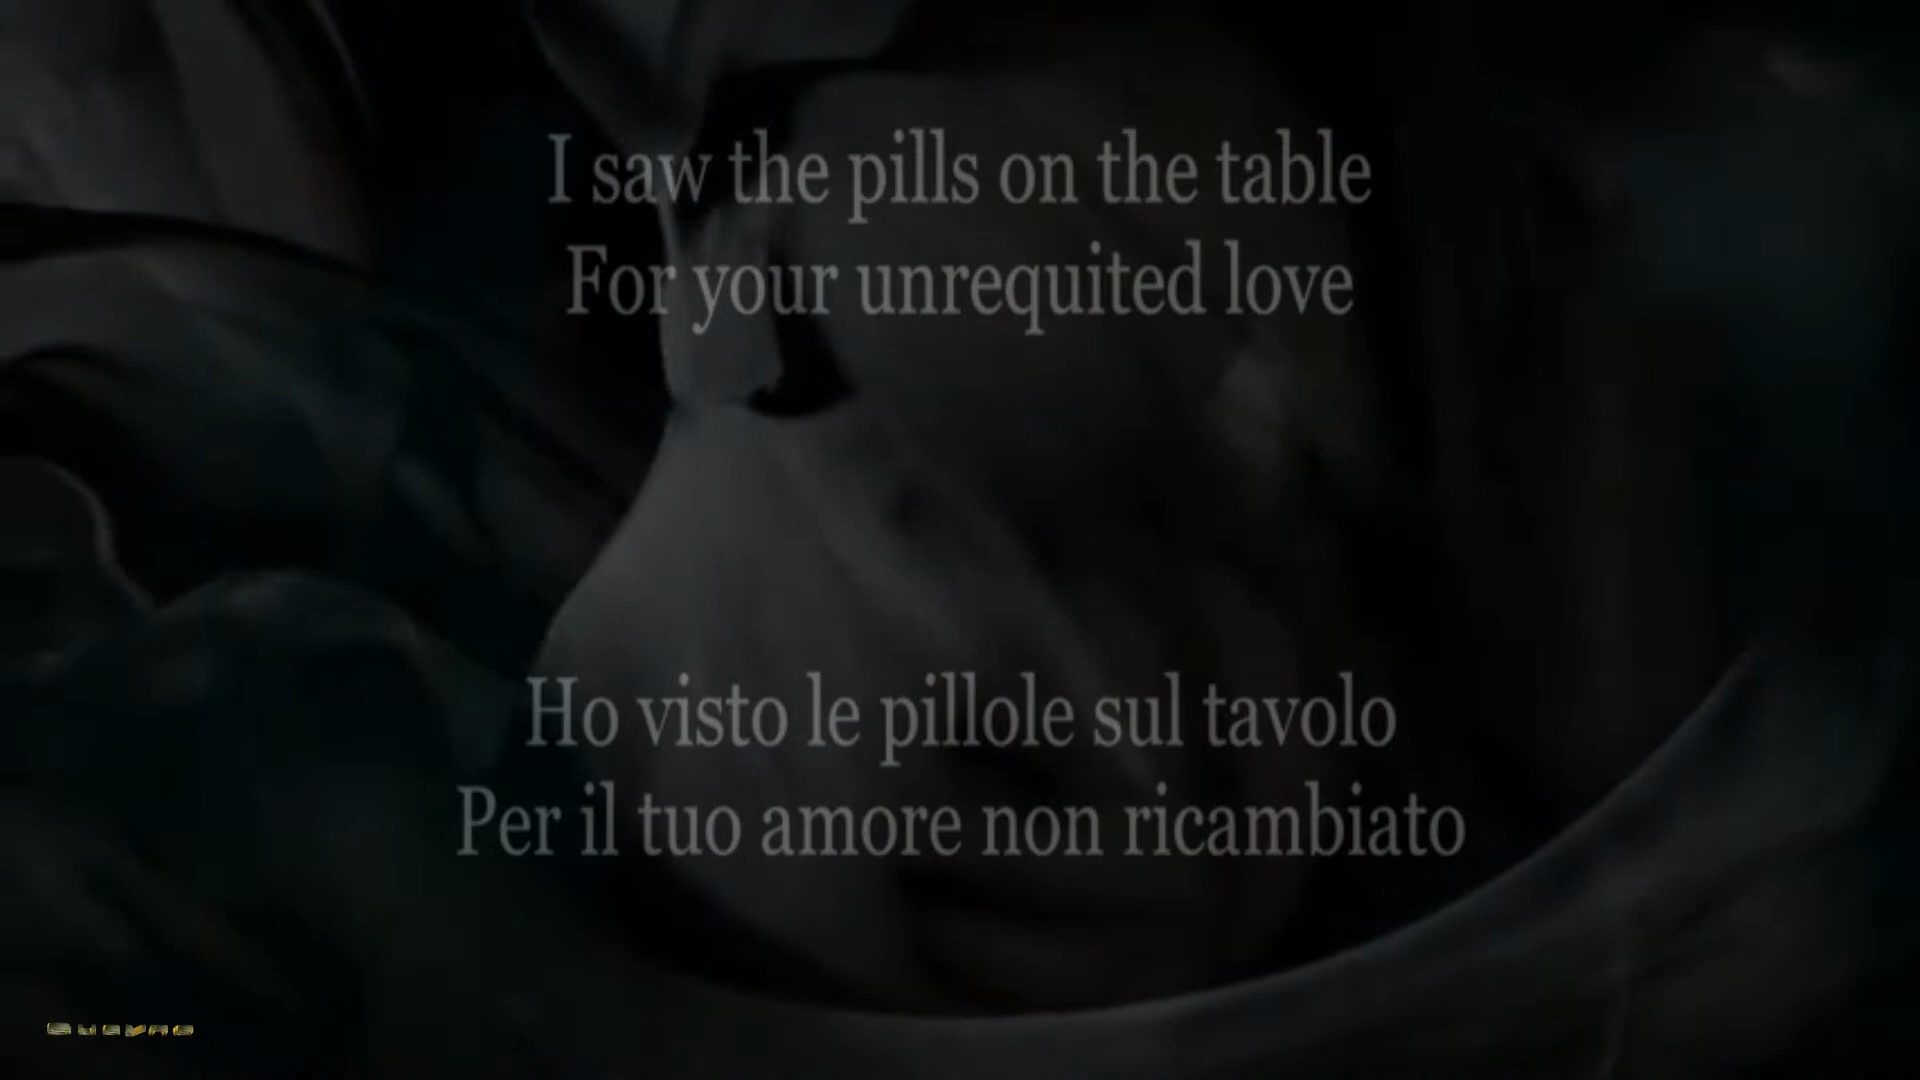 I saw the pills on the table
For your unrequited love
Ho visto le pillole sul tavolo
Per il tuo amore non ricambiato